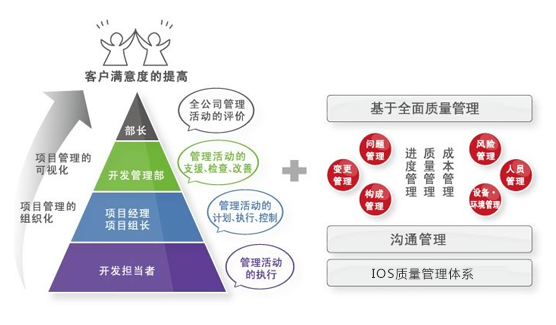 客户满意度的提高
部长
全公司管理
活动的评价
项目管理的
可视化
开发管理部
管理活动的
支援、检查、改善
项目管理的
组织化
项目经理
项目组长
管理活动的
计划、执行、控制
开发担当者
管理活动
的执行
基于全面质量管理
问题
管理
变更
管理
构成
管理
进度管理
质量管理
成本管理
风险
管理
人员
管理
设备·
环境管理
沟通管理
IOS质量管理体系